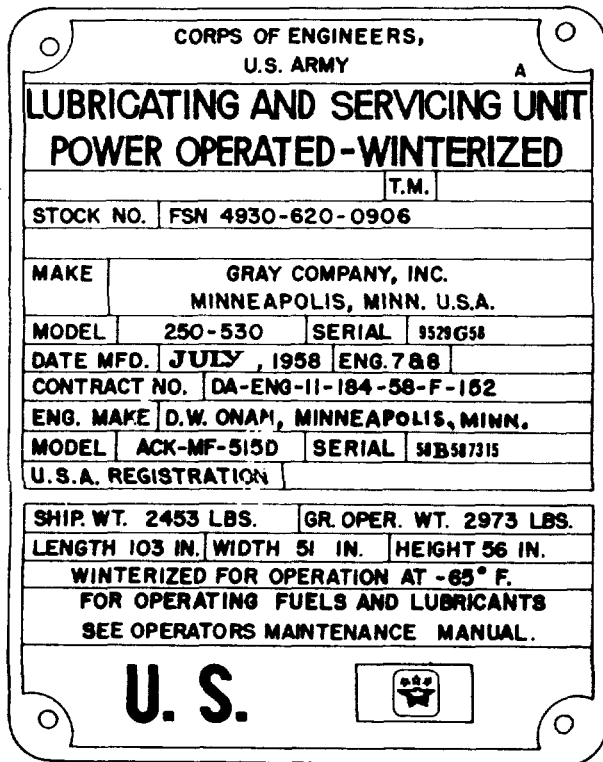 CORPS OF ENGINEERS,
U.S. ARMY
A
LUBRICATING AND SERVICING UNIT
POWER OPERATED-WINTERIZED
T.M.
STOCK NO. FSN 4930-620-0906
MAKE GRAY COMPANY, INC.
MINNEAPOLIS, MINN. U.S.A.
MODEL 250-530 SERIAL 9529G58
DATE MFD. JULY, 1958 ENG. 7&8
CONTRACT NO. DA-ENG-11-184-58-F-152
ENG. MAKE D.W. ONAN, MINNEAPOLIS, MINN.
MODEL ACK-MF-515D SERIAL 58B587315
U.S.A. REGISTRATION
SHIP. WT. 2453 LBS. GR. OPER. WT. 2973 LBS.
LENGTH 103 IN. WIDTH 51 IN. HEIGHT 56 IN.
WINTERIZED FOR OPERATION AT -65° F.
FOR OPERATING FUELS AND LUBRICANTS
SEE OPERATORS MAINTENANCE MANUAL.
U. S.